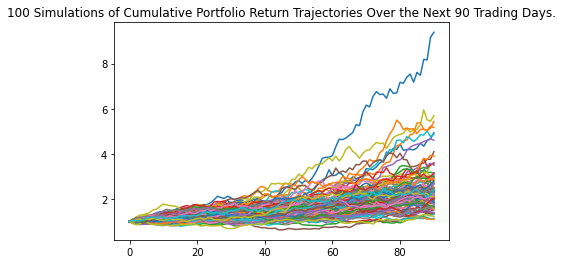 100 Simulations of Cumulative Portfolio Return Trajectories Over the Next 90 Trading Days.
8
6
4
2
0 20 40 60 80